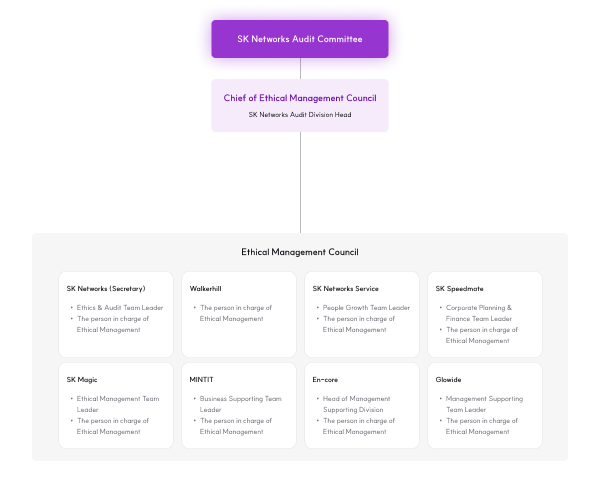 SK Networks Audit Committee
Chief of Ethical Management Council
SK Networks Audit Division Head
Ethical Management Council
SK Networks (Secretary)
• Ethics & Audit Team Leader
• The person in charge of
Ethical Management
Walkerhill
• The person in charge of
Ethical Management
SK Networks Service
• People Growth Team Leader
• The person in charge of
Ethical Management
SK Speedmate
• Corporate Planning &
Finance Team Leader
• The person in charge of
Ethical Management
SK Magic
• Ethical Management Team
Leader
• The person in charge of
Ethical Management
MINTIT
• Business Supporting Team
Leader
• The person in charge of
Ethical Management
En-core
• Head of Management
Supporting Division
• The person in charge of
Ethical Management
Glowide
• Management Supporting
Team Leader
• The person in charge of
Ethical Management